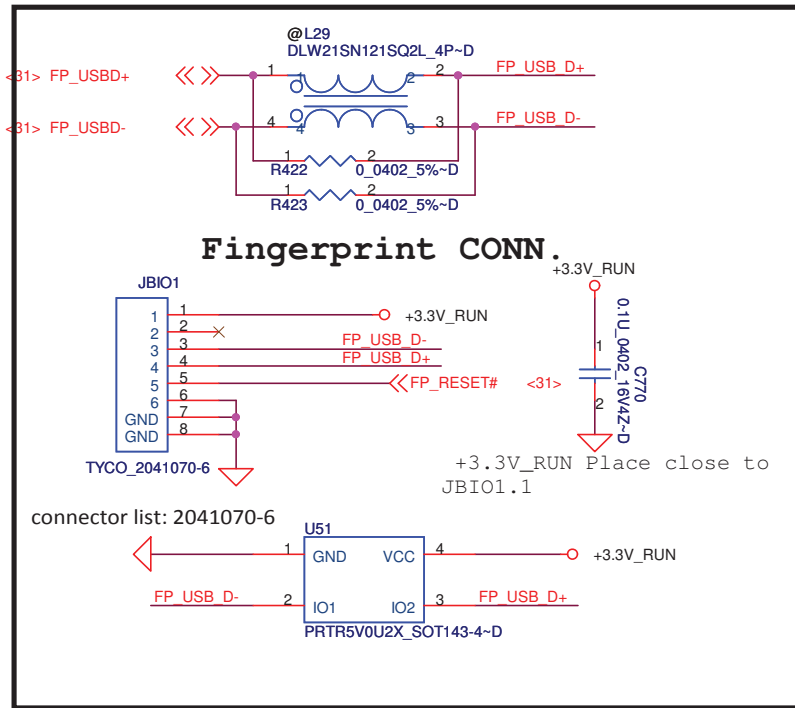 @L29
DLW21SN121SQ2L_4P~D
<31> FP_USBD+ 1 1 2 2 FP_USB_D+
<31> FP_USBD- 4 4 3 3 FP_USB_D-
1 2
R422 0_0402_5%~D
1 2
R423 0_0402_5%~D
Fingerprint CONN.
JBIO1
1 1 +3.3V_RUN
2 2
3 3 FP_USB_D-
4 4 FP_USB_D+
5 5 FP_RESET# <31>
6 6
GND 7
GND 8
TYCO_2041070-6
+3.3V_RUN
1
2
C770
0.1U_0402_16V4Z~D
+3.3V_RUN Place close to
JBIO1.1
connector list: 2041070-6
U51
1 GND VCC 4 +3.3V_RUN
FP_USB_D- 2 IO1 IO2 3 FP_USB_D+
PRTR5V0U2X_SOT143-4~D